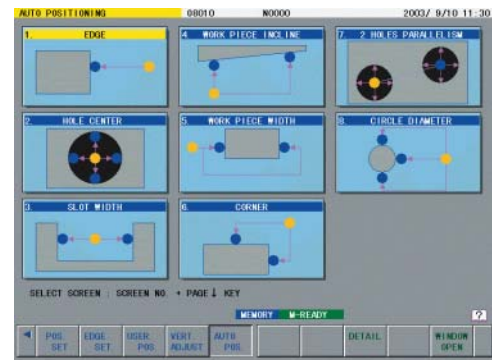 AUTO POSITIONING O8010 N0000 2003/ 9/10 11:30
1. EDGE
4. WORK PIECE INCLINE
7. 2 HOLES PARALLELISM
2. HOLE CENTER
5. WORK PIECE WIDTH
8. CIRCLE DIAMETER
3. SLOT WIDTH
6. CORNER
SELECT SCREEN : SCREEN NO. + PAGE ↓ KEY
MEMORY M-READY
?
POS. SET
EDGE SET
USER POS.
VERT. ADJUST
AUTO POS.
DETAIL
WINDOW OPEN